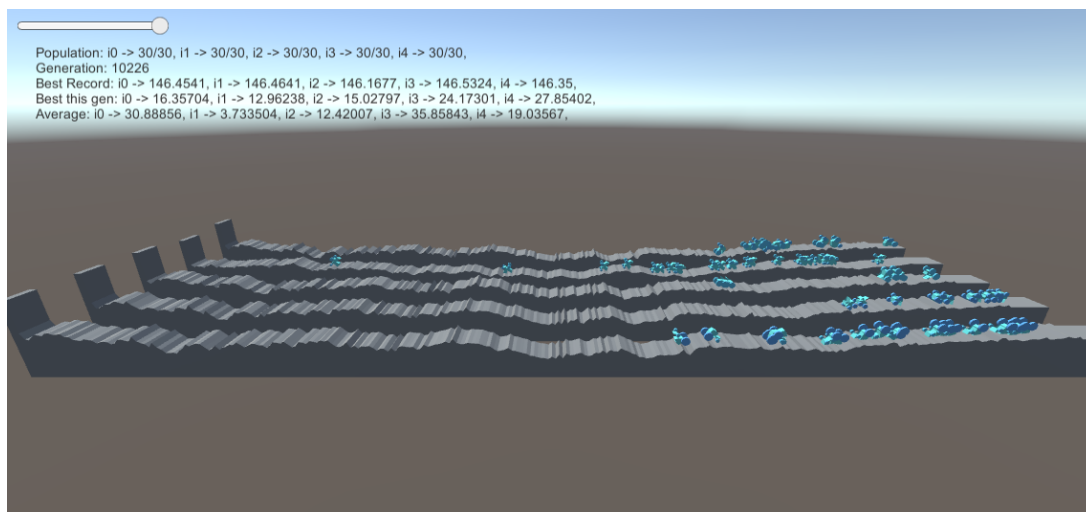 Population: i0 -> 30/30, i1 -> 30/30, i2 -> 30/30, i3 -> 30/30, i4 -> 30/30,
Generation: 10226
Best Record: i0 -> 146.4541, i1 -> 146.4641, i2 -> 146.1677, i3 -> 146.5324, i4 -> 146.35,
Best this gen: i0 -> 16.35704, i1 -> 12.96238, i2 -> 15.02797, i3 -> 24.17301, i4 -> 27.85402,
Average: i0 -> 30.88856, i1 -> 3.733504, i2 -> 12.42007, i3 -> 35.85843, i4 -> 19.03567,